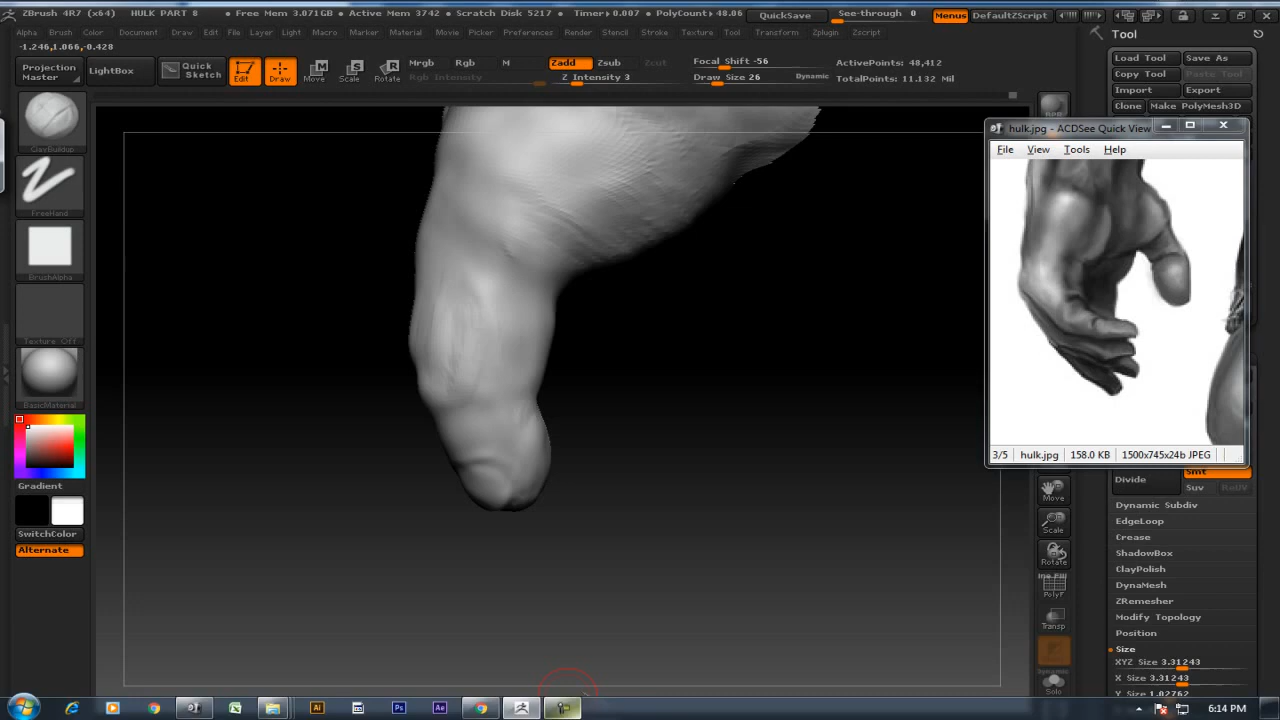 ZBrush 4R7 (x64) HULK PART 8 • Free Mem 3.071GB • Active Mem 3742 • Scratch Disk 5217 • Timer▸0.007 • PolyCount▸48.06 QuickSave See-through 0 Menus DefaultZScript
Alpha Brush Color Document Draw Edit File Layer Light Macro Marker Material Movie Picker Preferences Render Stencil Stroke Texture Tool Transform Zplugin Zscript
-1.246,1.066,-0.428
Projection Master
LightBox
Quick Sketch
Edit
Draw
Move
Scale
Rotate
Mrgb Rgb M
Rgb Intensity
Zadd Zsub Zcut
Z Intensity 3
Focal Shift -56
Draw Size 26 Dynamic
ActivePoints: 48,412
TotalPoints: 11.132 Mil
Tool
Load Tool Save As
Copy Tool Paste Tool
Import Export
Clone Make PolyMesh3D
ClayBuildup
FreeHand
BrushAlpha
Texture Off
BasicMaterial
Gradient
SwitchColor
Alternate
hulk.jpg - ACDSee Quick View
File View Tools Help
3/5 hulk.jpg 158.0 KB 1500x745x24b JPEG
Move
Scale
Rotate
PolyF
Transp
Solo
Smt
Divide
Suv ReUV
Dynamic Subdiv
EdgeLoop
Crease
ShadowBox
ClayPolish
DynaMesh
ZRemesher
Modify Topology
Position
Size
XYZ Size 3.31243
X Size 3.31243
Y Size 1.02762
Ai
Ps
Ae
6:14 PM